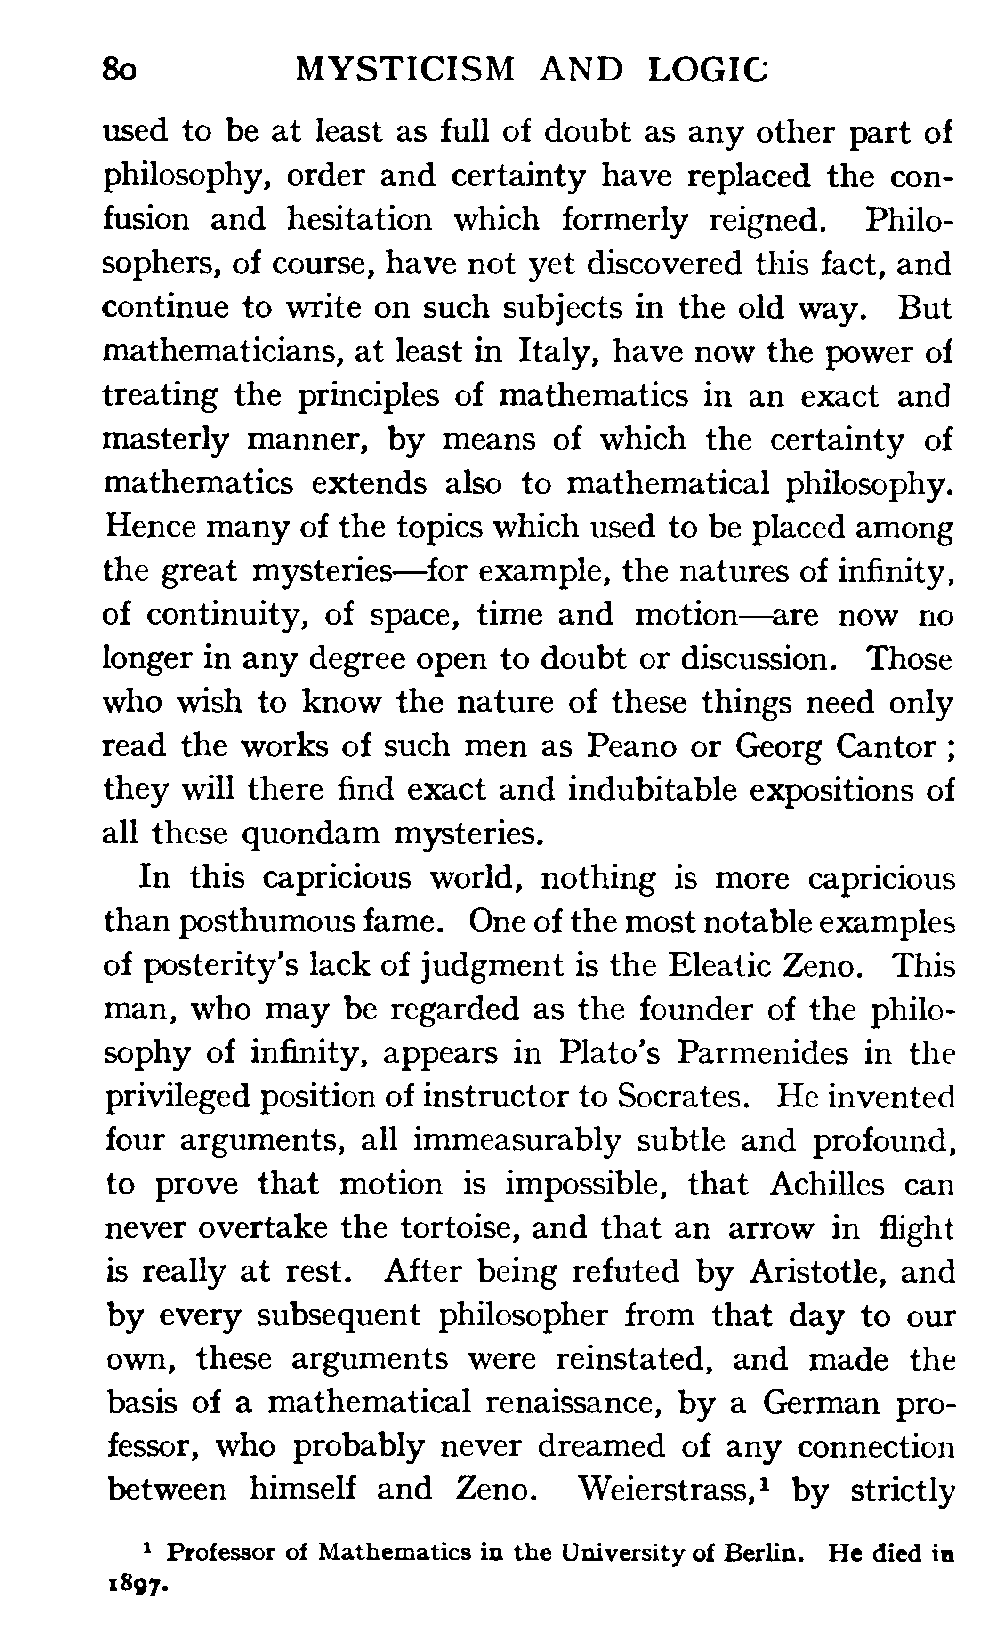 80 MYSTICISM AND LOGIC
used to be at least as full of doubt as any other part of
philosophy, order and certainty have replaced the con-
fusion and hesitation which formerly reigned. Philo-
sophers, of course, have not yet discovered this fact, and
continue to write on such subjects in the old way. But
mathematicians, at least in Italy, have now the power of
treating the principles of mathematics in an exact and
masterly manner, by means of which the certainty of
mathematics extends also to mathematical philosophy.
Hence many of the topics which used to be placed among
the great mysteries—for example, the natures of infinity,
of continuity, of space, time and motion—are now no
longer in any degree open to doubt or discussion. Those
who wish to know the nature of these things need only
read the works of such men as Peano or Georg Cantor ;
they will there find exact and indubitable expositions of
all these quondam mysteries.
In this capricious world, nothing is more capricious
than posthumous fame. One of the most notable examples
of posterity's lack of judgment is the Eleatic Zeno. This
man, who may be regarded as the founder of the philo-
sophy of infinity, appears in Plato's Parmenides in the
privileged position of instructor to Socrates. He invented
four arguments, all immeasurably subtle and profound,
to prove that motion is impossible, that Achilles can
never overtake the tortoise, and that an arrow in flight
is really at rest. After being refuted by Aristotle, and
by every subsequent philosopher from that day to our
own, these arguments were reinstated, and made the
basis of a mathematical renaissance, by a German pro-
fessor, who probably never dreamed of any connection
between himself and Zeno. Weierstrass,¹ by strictly
¹ Professor of Mathematics in the University of Berlin. He died in
1897.